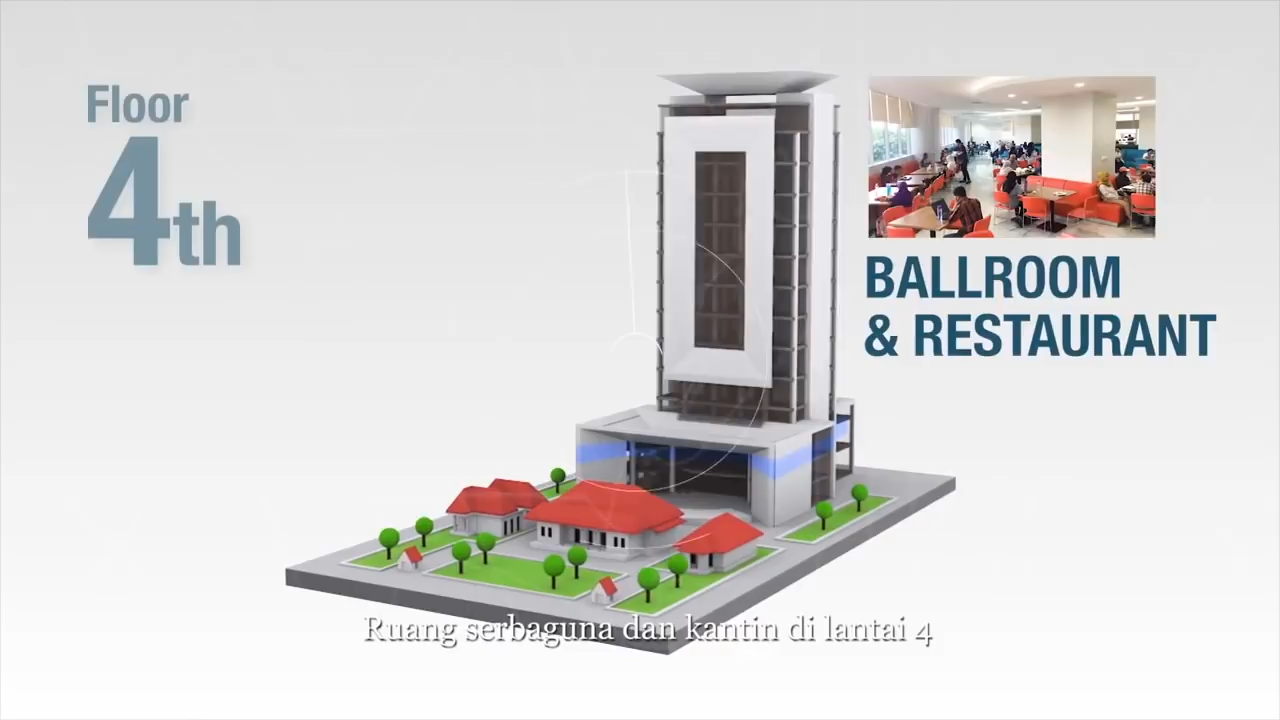 Floor
4th
BALLROOM
& RESTAURANT
Ruang serbaguna dan kantin di lantai 4